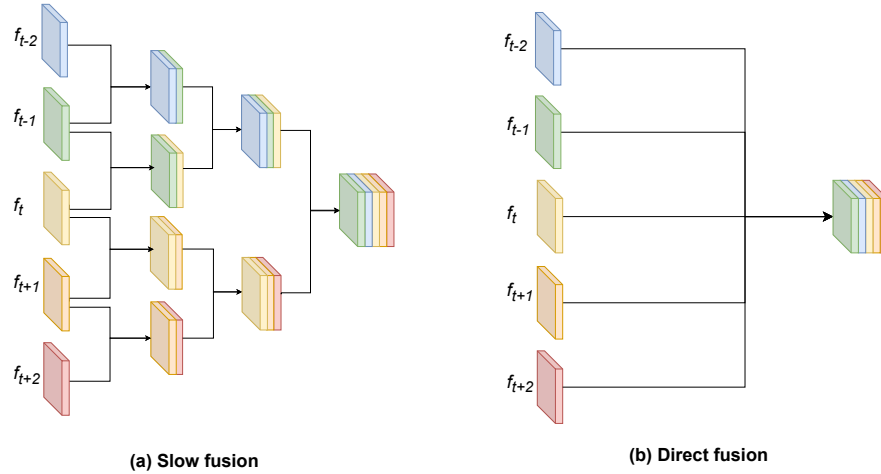 f_{t-2}
f_{t-1}
f_t
f_{t+1}
f_{t+2}
(a) Slow fusion
f_{t-2}
f_{t-1}
f_t
f_{t+1}
f_{t+2}
(b) Direct fusion